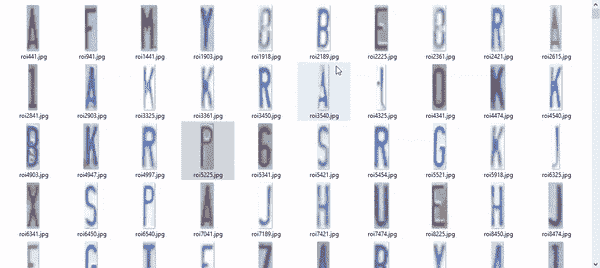 A F M Y 0 B E B R A
roi441.jpg roi941.jpg roi1441.jpg roi1903.jpg roi1918.jpg roi2189.jpg roi2225.jpg roi2361.jpg roi2421.jpg roi2615.jpg
1 A K K R A J O K K
roi2841.jpg roi2903.jpg roi3325.jpg roi3361.jpg roi3450.jpg roi3540.jpg roi4325.jpg roi4341.jpg roi4474.jpg roi4540.jpg
B K R P 6 S R G K J
roi4903.jpg roi4947.jpg roi4997.jpg roi5225.jpg roi5341.jpg roi5421.jpg roi5454.jpg roi5521.jpg roi5918.jpg roi6325.jpg
X S P A J H U E H J
roi6341.jpg roi6450.jpg roi6540.jpg roi7041.jpg roi7189.jpg roi7421.jpg roi7474.jpg roi8225.jpg roi8450.jpg roi8474.jpg